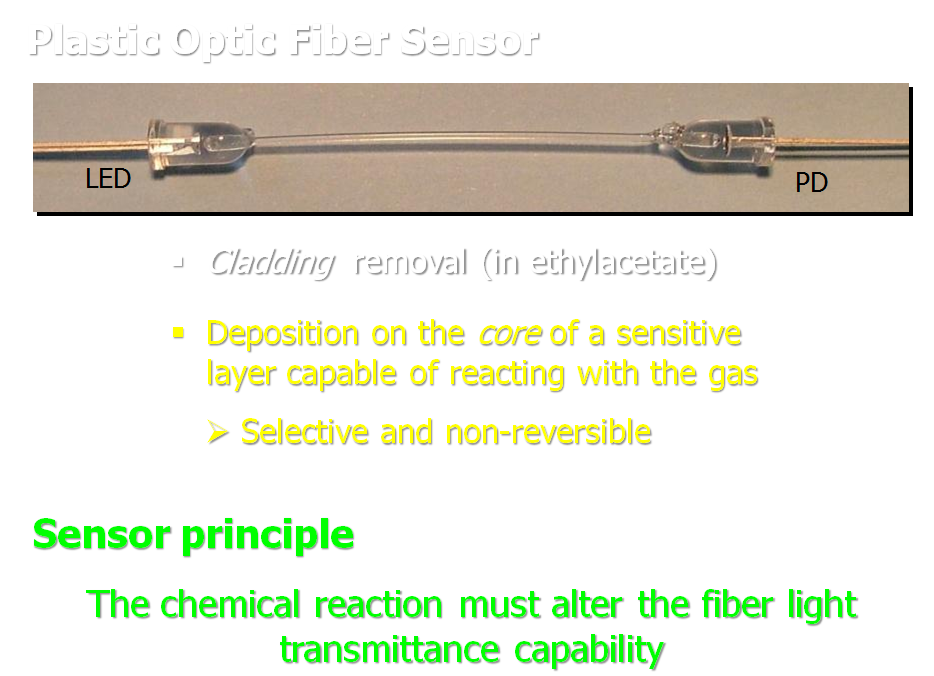 Plastic Optic Fiber Sensor
LED
PD
▪ Cladding removal (in ethylacetate)
▪ Deposition on the core of a sensitive
layer capable of reacting with the gas
➢ Selective and non-reversible
Sensor principle
The chemical reaction must alter the fiber light
transmittance capability